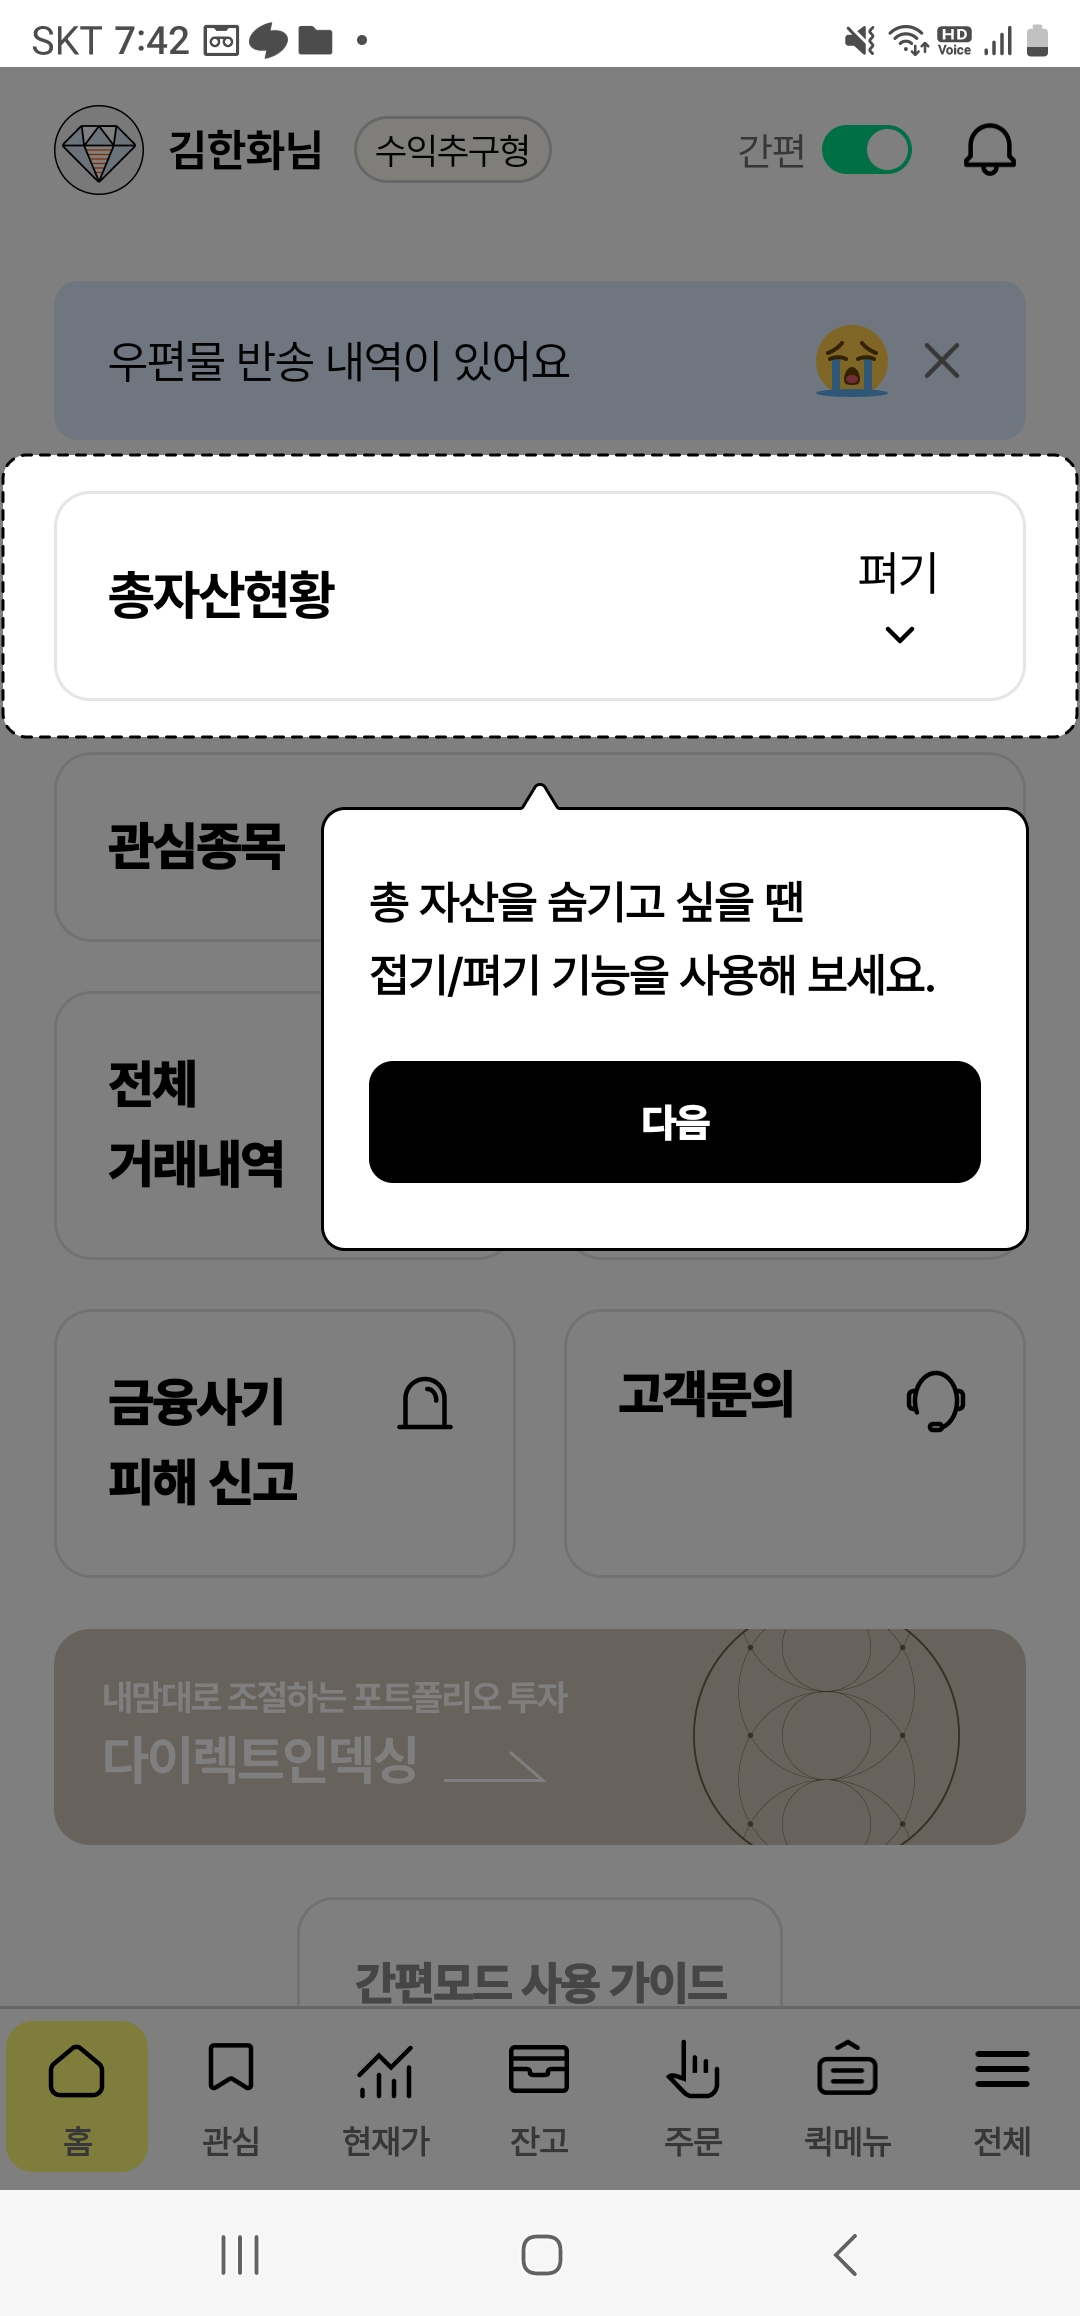 SKT 7:42
HD
Voice
김한화님
수익추구형
간편
우편물 반송 내역이 있어요
총자산현황
펴기
관심종목
총 자산을 숨기고 싶을 땐
접기/펴기 기능을 사용해 보세요.
다음
전체
거래내역
금융사기
피해 신고
고객문의
내맘대로 조절하는 포트폴리오 투자
다이렉트인덱싱
간편모드 사용 가이드
홈
관심
현재가
잔고
주문
퀵메뉴
전체